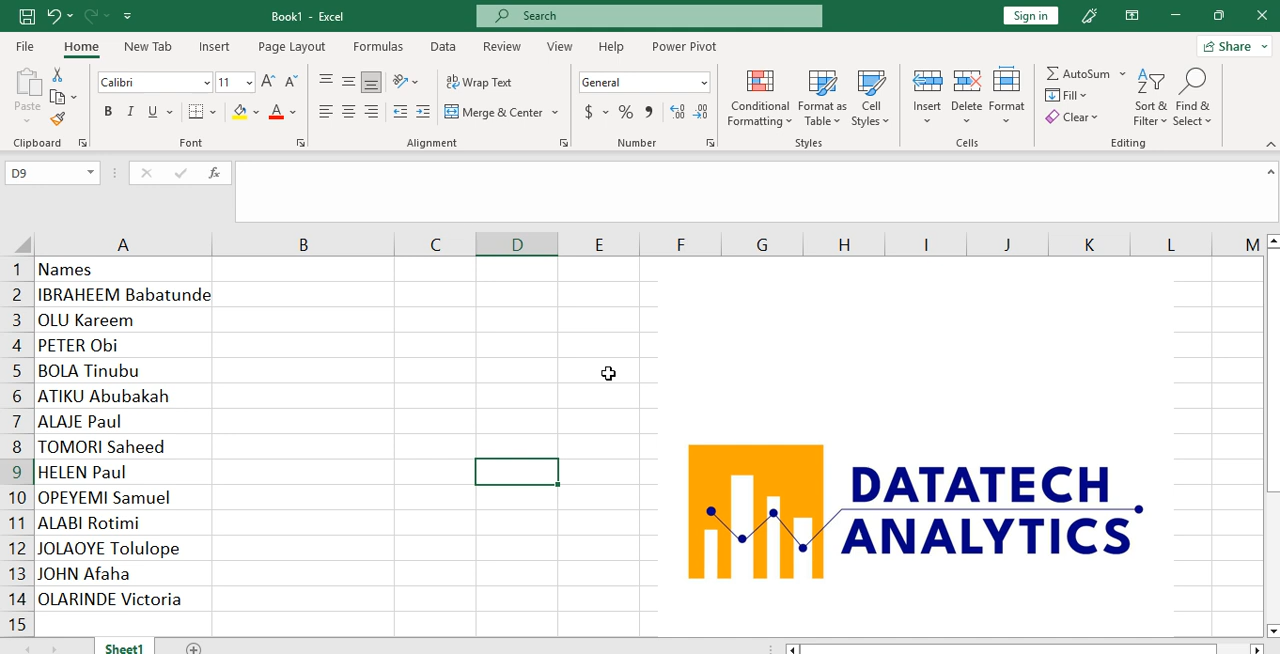 Book1 - Excel
Search
Sign in
File Home New Tab Insert Page Layout Formulas Data Review View Help Power Pivot Share
Paste
Calibri 11
B I U A
Wrap Text
Merge & Center
General
$ % ,
Conditional Formatting
Format as Table
Cell Styles
Insert Delete Format
AutoSum
Fill
Clear
Sort & Filter
Find & Select
Clipboard Font Alignment Number Styles Cells Editing
D9 fx
A B C D E F G H I J K L M
1 Names
2 IBRAHEEM Babatunde
3 OLU Kareem
4 PETER Obi
5 BOLA Tinubu
6 ATIKU Abubakah
7 ALAJE Paul
8 TOMORI Saheed
9 HELEN Paul
10 OPEYEMI Samuel
11 ALABI Rotimi
12 JOLAOYE Tolulope
13 JOHN Afaha
14 OLARINDE Victoria
15
DATATECH
ANALYTICS
Sheet1